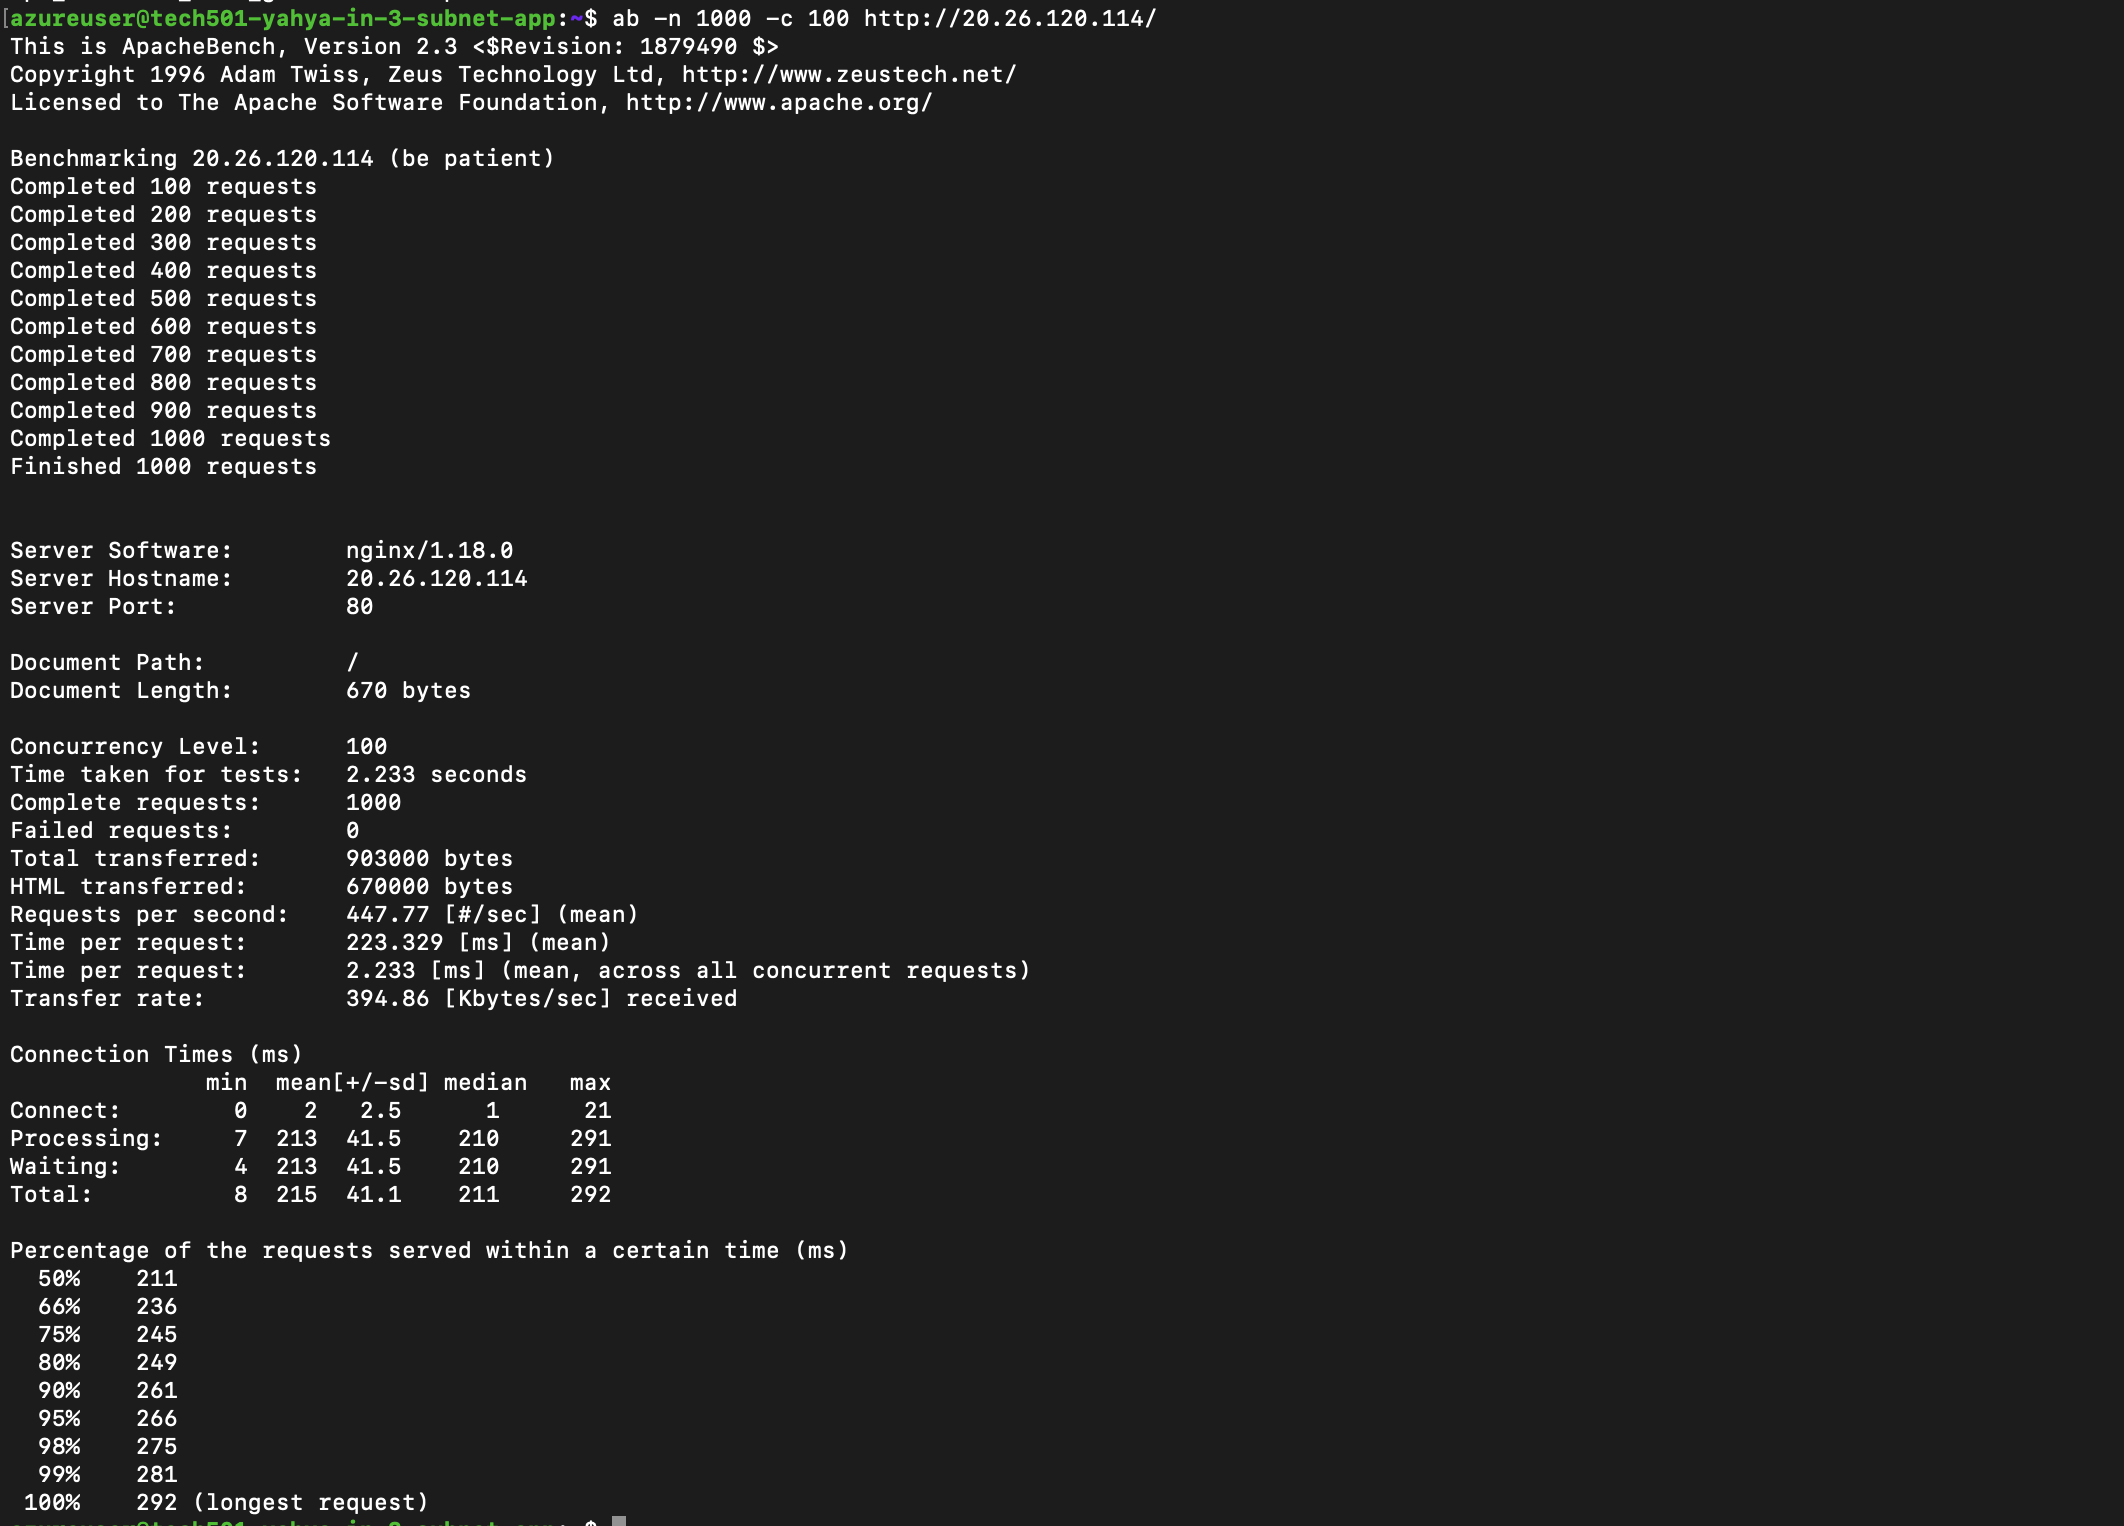 [azureuser@tech501-yahya-in-3-subnet-app:~$ ab -n 1000 -c 100 http://20.26.120.114/
This is ApacheBench, Version 2.3 <$Revision: 1879490 $>
Copyright 1996 Adam Twiss, Zeus Technology Ltd, http://www.zeustech.net/
Licensed to The Apache Software Foundation, http://www.apache.org/

Benchmarking 20.26.120.114 (be patient)
Completed 100 requests
Completed 200 requests
Completed 300 requests
Completed 400 requests
Completed 500 requests
Completed 600 requests
Completed 700 requests
Completed 800 requests
Completed 900 requests
Completed 1000 requests
Finished 1000 requests


Server Software:        nginx/1.18.0
Server Hostname:        20.26.120.114
Server Port:            80

Document Path:          /
Document Length:        670 bytes

Concurrency Level:      100
Time taken for tests:   2.233 seconds
Complete requests:      1000
Failed requests:        0
Total transferred:      903000 bytes
HTML transferred:       670000 bytes
Requests per second:    447.77 [#/sec] (mean)
Time per request:       223.329 [ms] (mean)
Time per request:       2.233 [ms] (mean, across all concurrent requests)
Transfer rate:          394.86 [Kbytes/sec] received

Connection Times (ms)
              min  mean[+/-sd] median   max
Connect:        0    2   2.5      1      21
Processing:     7  213  41.5    210     291
Waiting:        4  213  41.5    210     291
Total:          8  215  41.1    211     292

Percentage of the requests served within a certain time (ms)
  50%    211
  66%    236
  75%    245
  80%    249
  90%    261
  95%    266
  98%    275
  99%    281
 100%    292 (longest request)
azureuser@tech501-yahya-in-3-subnet-app:~$